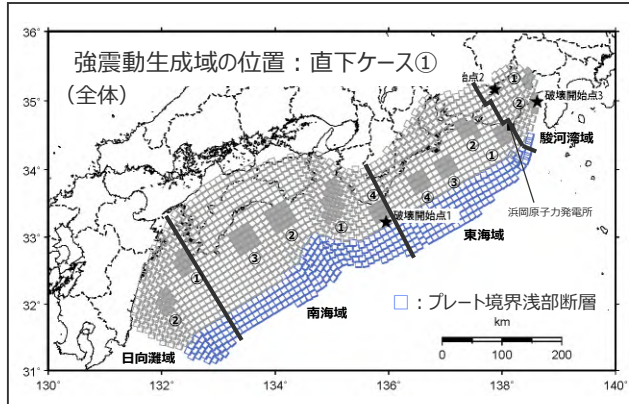 強震動生成域の位置：直下ケース①
（全体）
36°
35°
34°
33°
32°
31°
台点2
①
破壊開始点3
②
駿河湾域
①
②
③
④
④
浜岡原子力発電所
破壊開始点1
東海域
①
②
③
南海域
①
②
日向灘域
□：プレート境界浅部断層
km
0 100 200
130° 132° 134° 136° 138° 140°